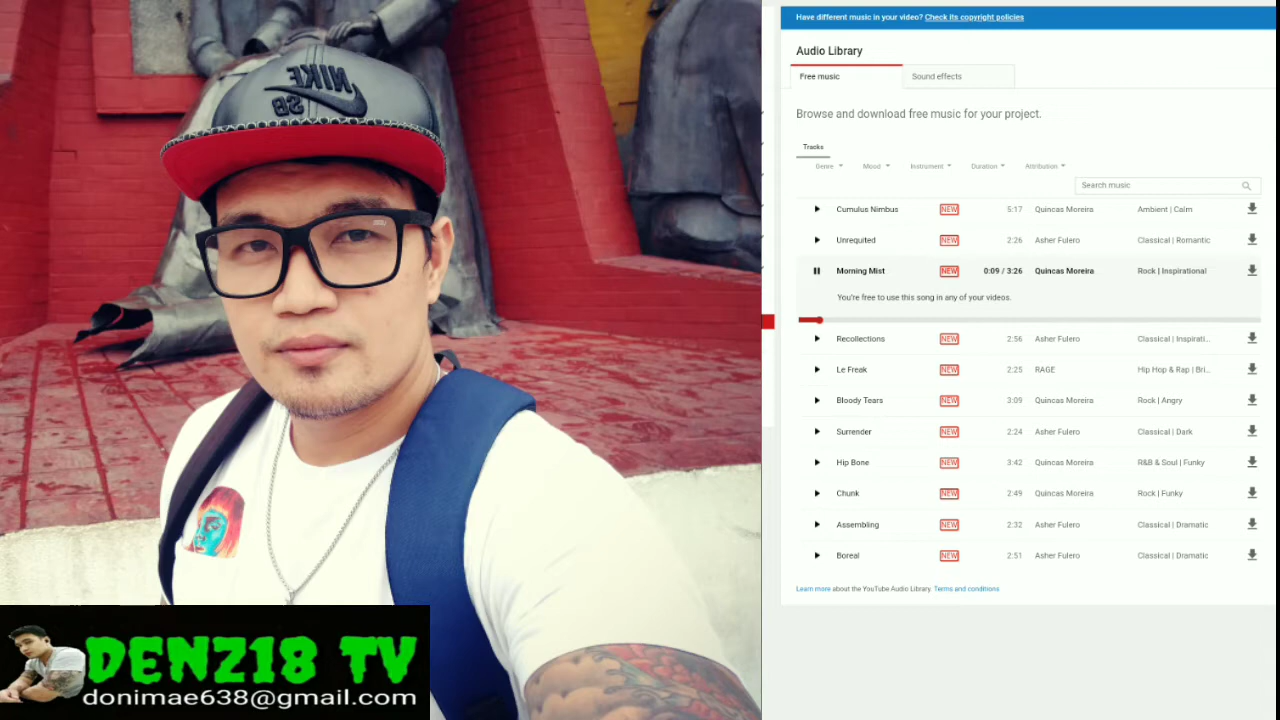 NIKE
SB
DENZ18 TV
donimae638@gmail.com
Have different music in your video? Check its copyright policies
Audio Library
Free music Sound effects
Browse and download free music for your project.
Tracks
Genre Mood Instrument Duration Attribution
Search music
Cumulus Nimbus NEW 5:17 Quincas Moreira Ambient | Calm
Unrequited NEW 2:26 Asher Fulero Classical | Romantic
Morning Mist NEW 0:09 / 3:26 Quincas Moreira Rock | Inspirational
You're free to use this song in any of your videos.
Recollections NEW 2:56 Asher Fulero Classical | Inspirati...
Le Freak NEW 2:25 RAGE Hip Hop & Rap | Bri...
Bloody Tears NEW 3:09 Quincas Moreira Rock | Angry
Surrender NEW 2:24 Asher Fulero Classical | Dark
Hip Bone NEW 3:42 Quincas Moreira R&B & Soul | Funky
Chunk NEW 2:49 Quincas Moreira Rock | Funky
Assembling NEW 2:32 Asher Fulero Classical | Dramatic
Boreal NEW 2:51 Asher Fulero Classical | Dramatic
Learn more about the YouTube Audio Library. Terms and conditions